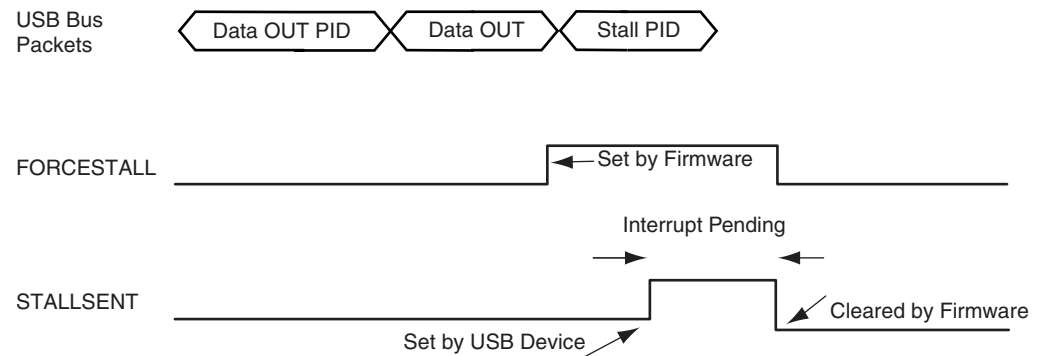 USB Bus
Packets
Data OUT PID
Data OUT
Stall PID
FORCESTALL
Set by Firmware
Interrupt Pending
STALLSENT
Cleared by Firmware
Set by USB Device